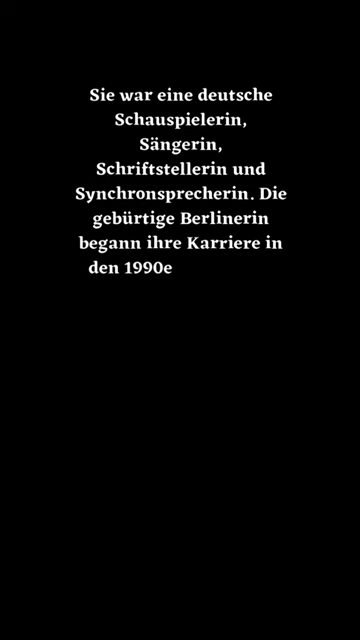 Sie war eine deutsche
Schauspielerin,
Sängerin,
Schriftstellerin und
Synchronsprecherin. Die
gebürtige Berlinerin
begann ihre Karriere in
den 1990e